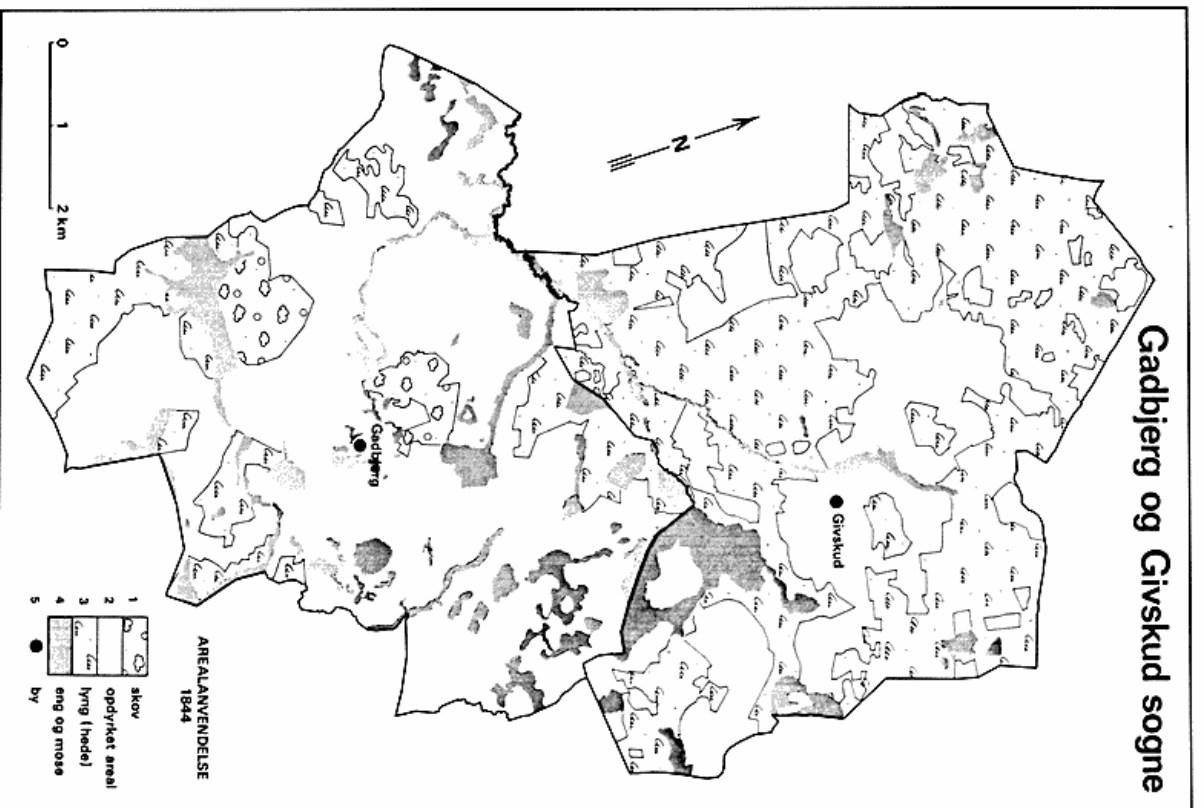 Gadbjerg og Givskud sogne
N
Givskud
Gadbjerg
0 1 2 km
AREALANVENDELSE
1844
1 skov
2 opdyrket areal
3 lyng (hede)
4 eng og mose
5 by